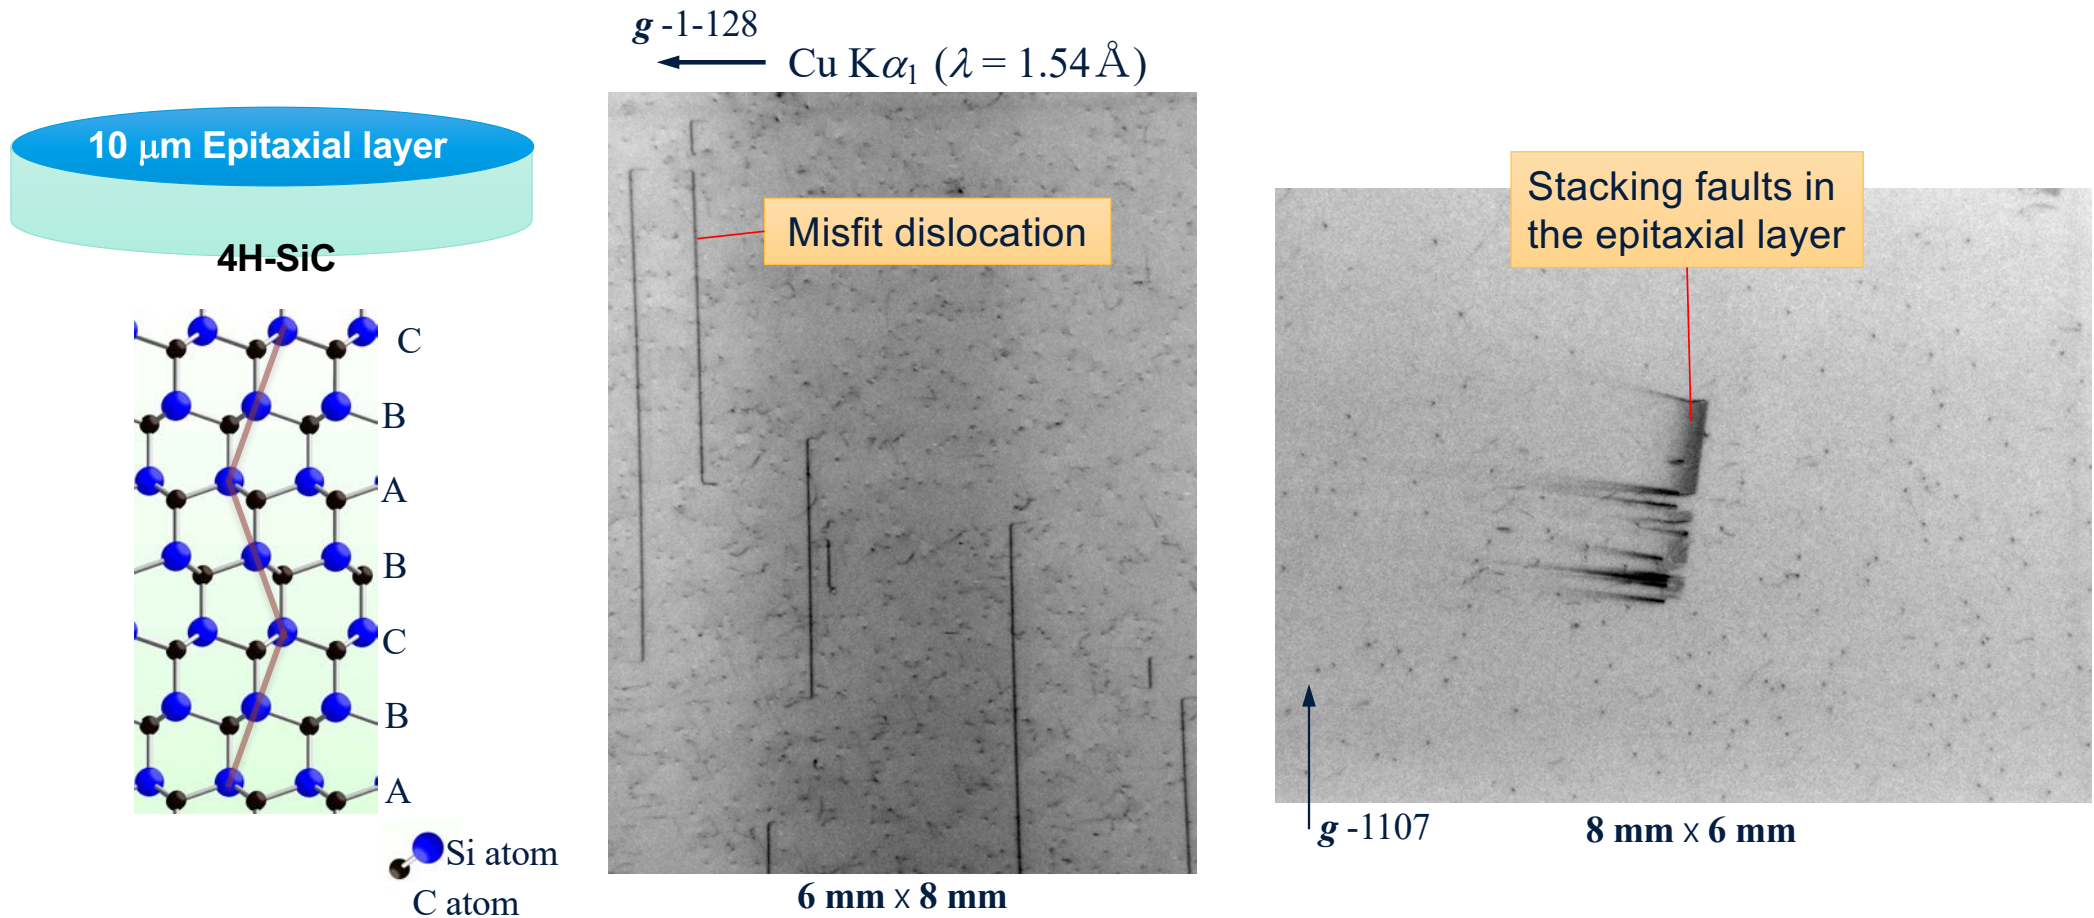 g -1-128
Cu Kα1 (λ = 1.54 Å)
10 μm Epitaxial layer
4H-SiC
C
B
A
B
C
B
A
Si atom
C atom
Misfit dislocation
6 mm x 8 mm
Stacking faults in
the epitaxial layer
g -1107
8 mm x 6 mm